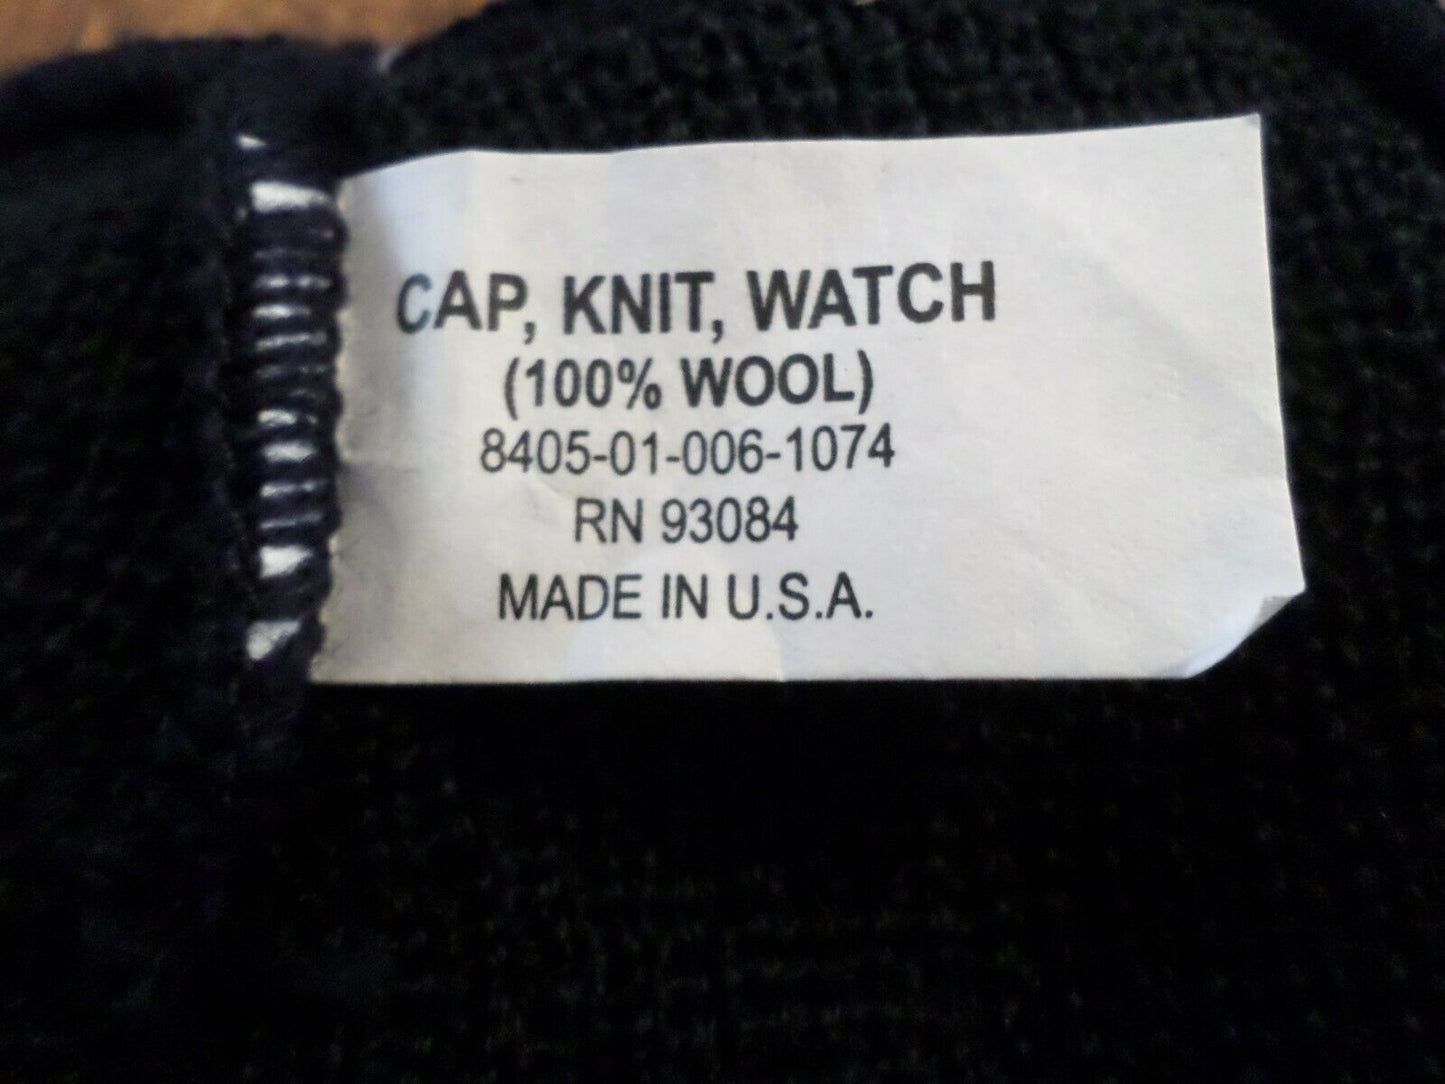 CAP, KNIT, WATCH
(100% WOOL)
8405-01-006-1074
RN 93084
MADE IN U.S.A.